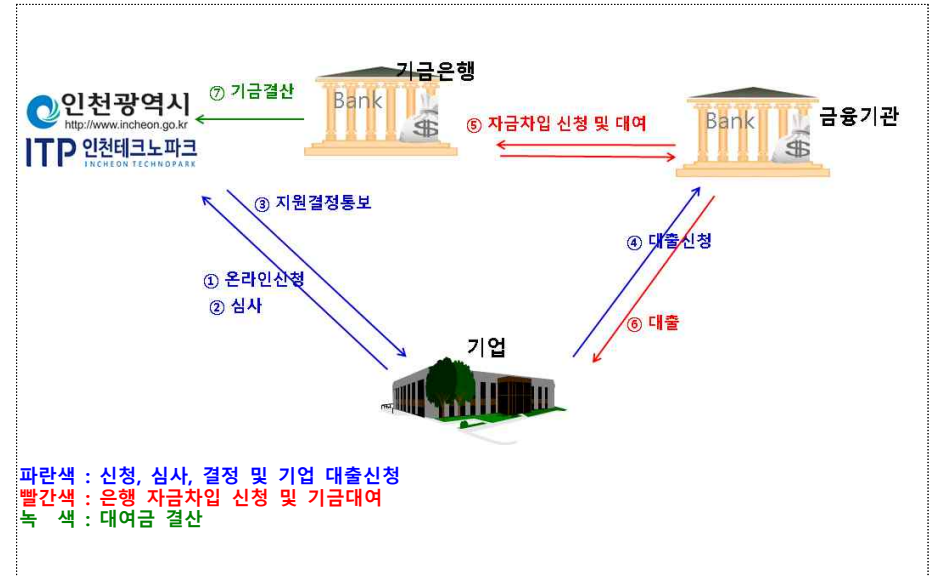 기금은행
Bank
⑦ 기금결산
인천광역시
http://www.incheon.go.kr
ITP 인천테크노파크
INCHEON TECHNOPARK
⑤ 자금차입 신청 및 대여
Bank
금융기관
③ 지원결정통보
④ 대출신청
① 온라인신청
② 심사
⑥ 대출
기업
파란색 : 신청, 심사, 결정 및 기업 대출신청
빨간색 : 은행 자금차입 신청 및 기금대여
녹 색 : 대여금 결산